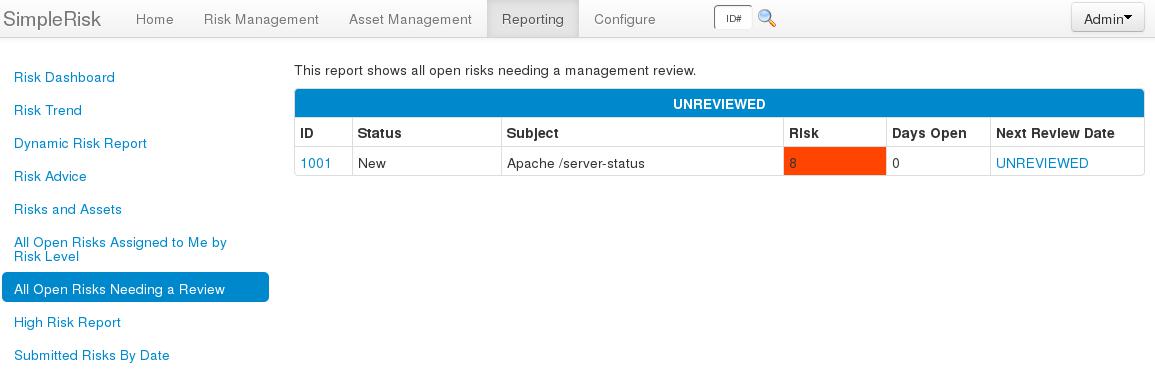 SimpleRisk Home Risk Management Asset Management Reporting Configure ID# Admin
Risk Dashboard
Risk Trend
Dynamic Risk Report
Risk Advice
Risks and Assets
All Open Risks Assigned to Me by
Risk Level
All Open Risks Needing a Review
High Risk Report
Submitted Risks By Date
This report shows all open risks needing a management review.
UNREVIEWED
ID Status Subject Risk Days Open Next Review Date
1001 New Apache /server-status 8 0 UNREVIEWED